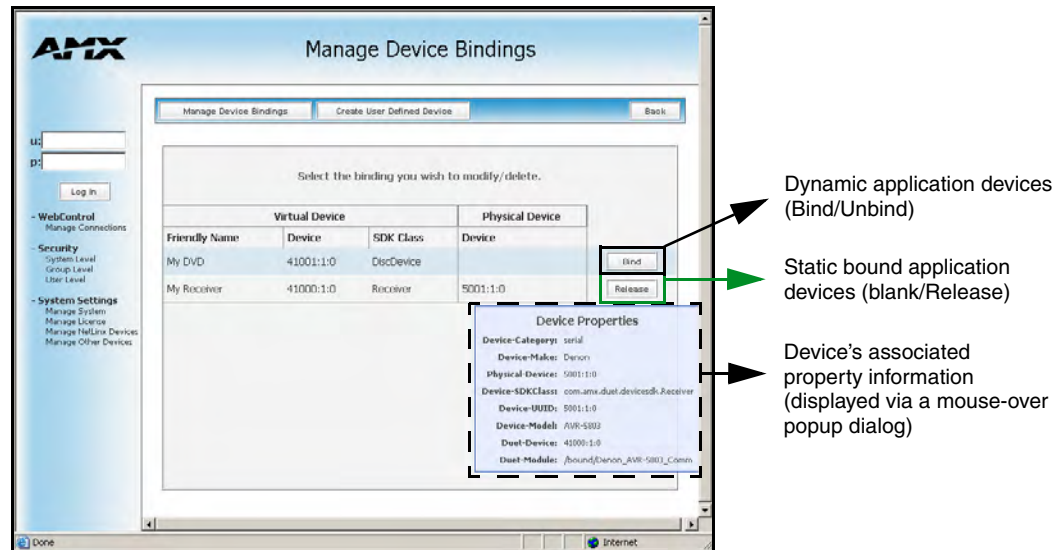 AMX
Manage Device Bindings
Manage Device Bindings
Create User Defined Device
Back
u:
p:
Log In
- WebControl
Manage Connections
- Security
System Level
Group Level
User Level
- System Settings
Manage System
Manage License
Manage NetLinx Devices
Manage Other Devices
Select the binding you wish to modify/delete.
Virtual Device
Physical Device
Friendly Name
Device
SDK Class
Device
My DVD
41001:1:0
DiscDevice
Bind
My Receiver
41000:1:0
Receiver
5001:1:0
Release
Device Properties
Device-Category: serial
Device-Make: Denon
Physical-Device: 5001:1:0
Device-SDKClass: com.amx.duet.devicesdk.Receiver
Device-UUID: 5001:1:0
Device-Model: AVR-5803
Duet-Device: 41000:1:0
Duet-Module: /bound/Denon_AVR-5803_Comm
Done
Internet
Dynamic application devices
(Bind/Unbind)
Static bound application
devices (blank/Release)
Device's associated
property information
(displayed via a mouse-over
popup dialog)